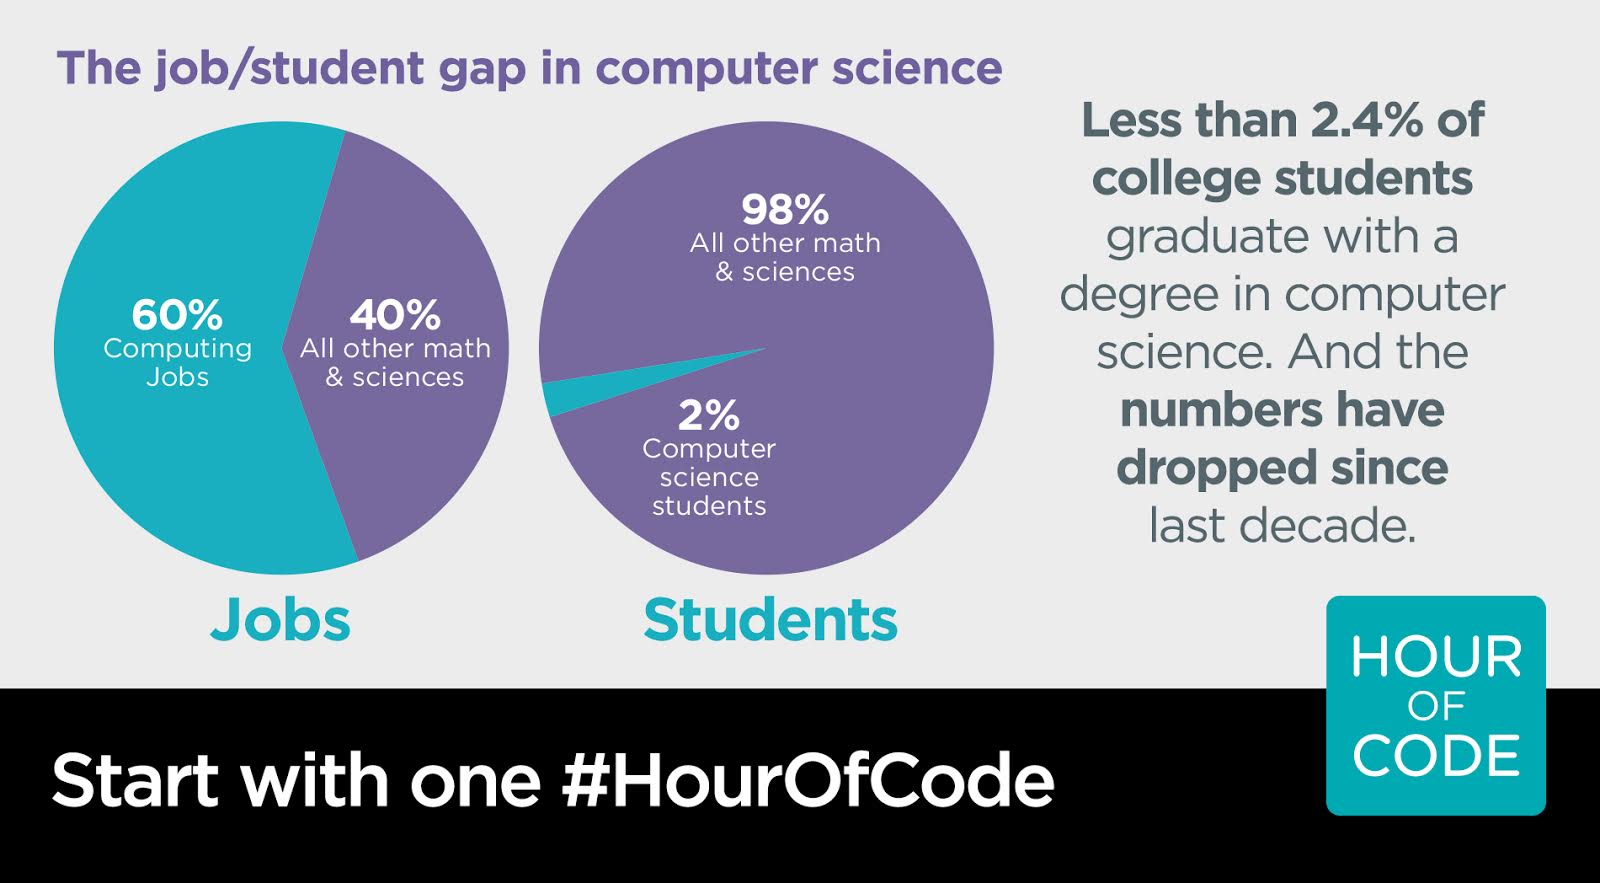 The job/student gap in computer science
60%
Computing
Jobs
40%
All other math
& sciences
Jobs
98%
All other math
& sciences
2%
Computer
science
students
Students
Less than 2.4% of
college students
graduate with a
degree in computer
science. And the
numbers have
dropped since
last decade.
Start with one #HourOfCode
HOUR
OF
CODE